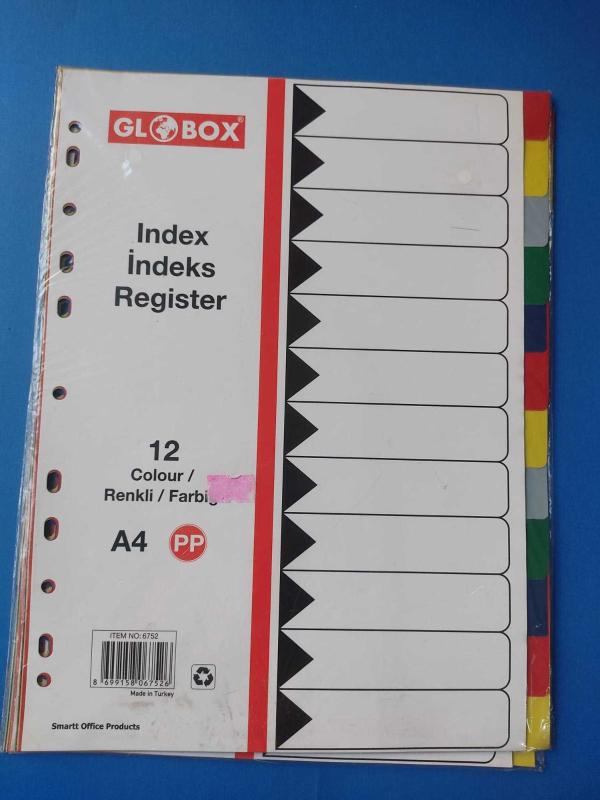 GLOBOX®
Index
İndeks
Register
12
Colour /
Renkli / Farbig
A4 PP
ITEM NO:6752
8 699158 067526
Made in Turkey
Smartt Office Products